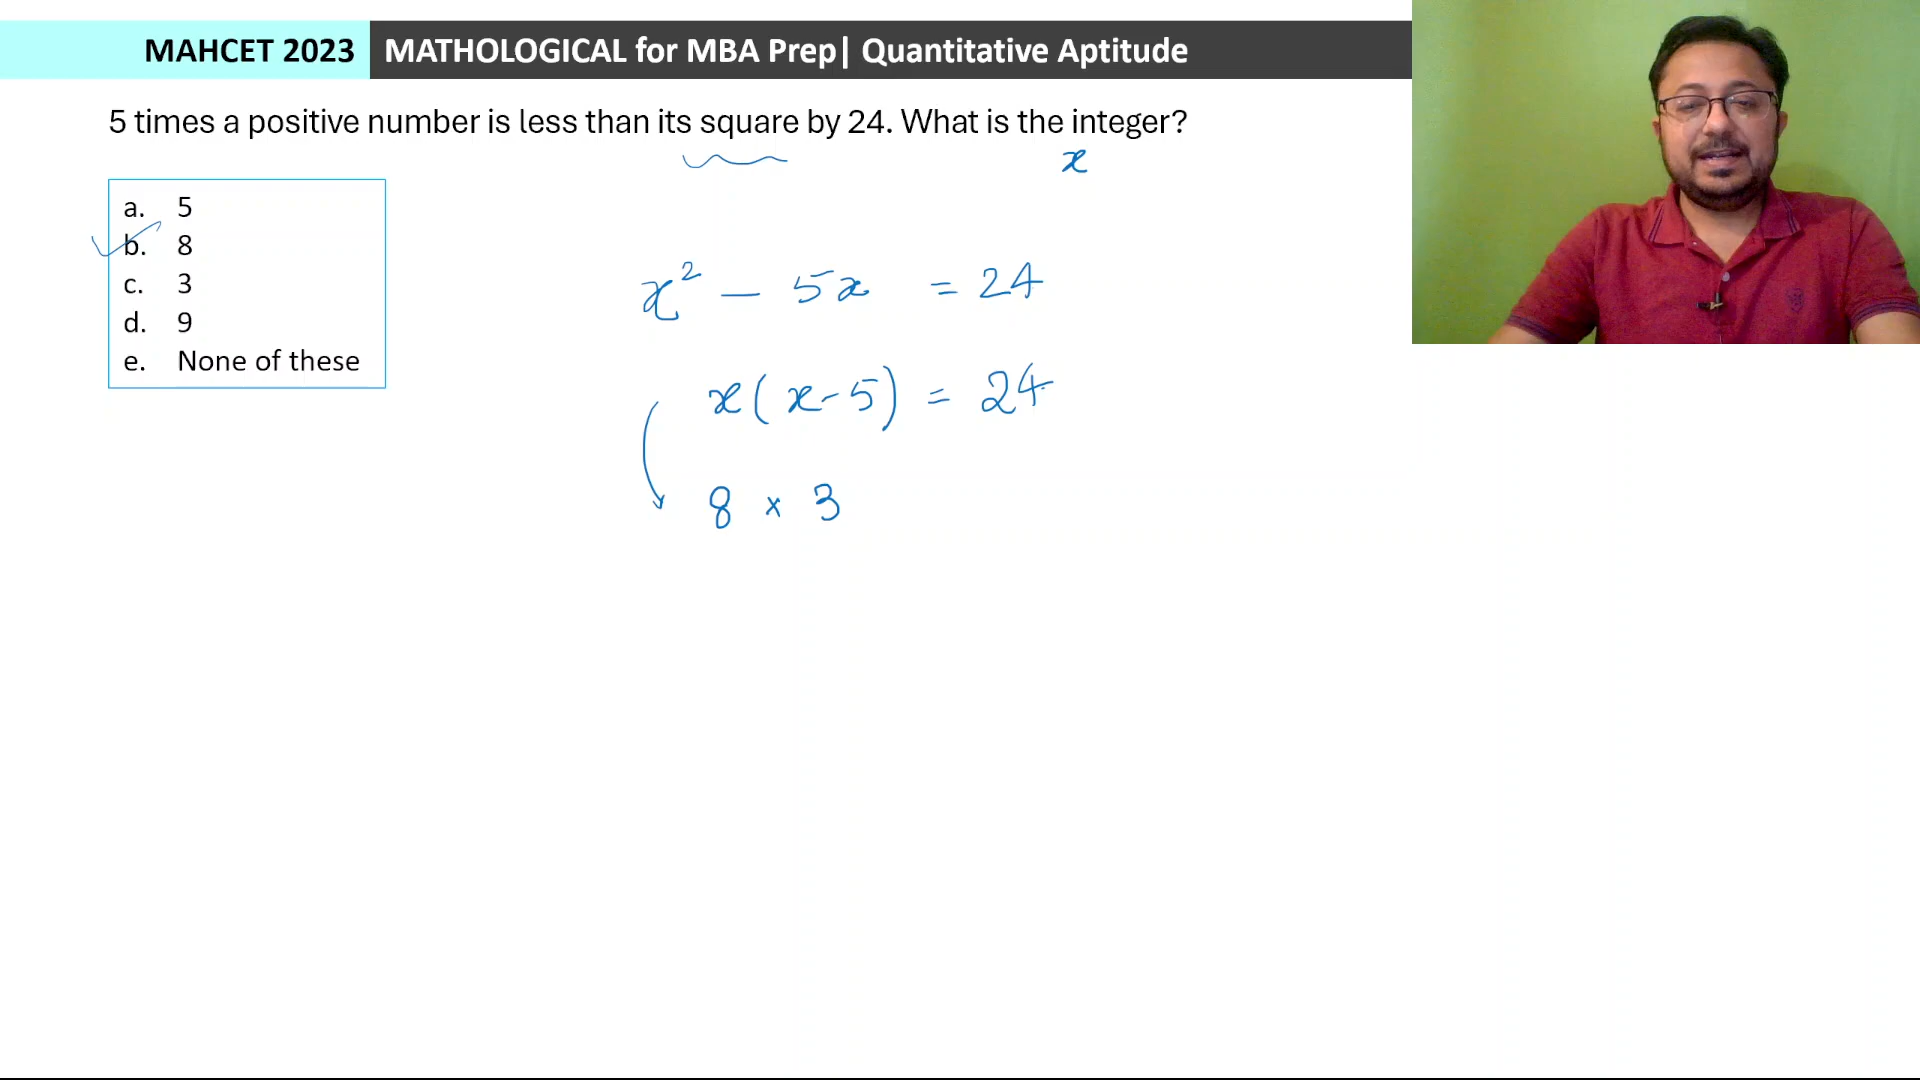 MAHCET 2023
MATHOLOGICAL for MBA Prep| Quantitative Aptitude
5 times a positive number is less than its square by 24. What is the integer?
x
a. 5
b. 8
c. 3
d. 9
e. None of these
x² — 5x = 24
x(x-5) = 24
8 × 3